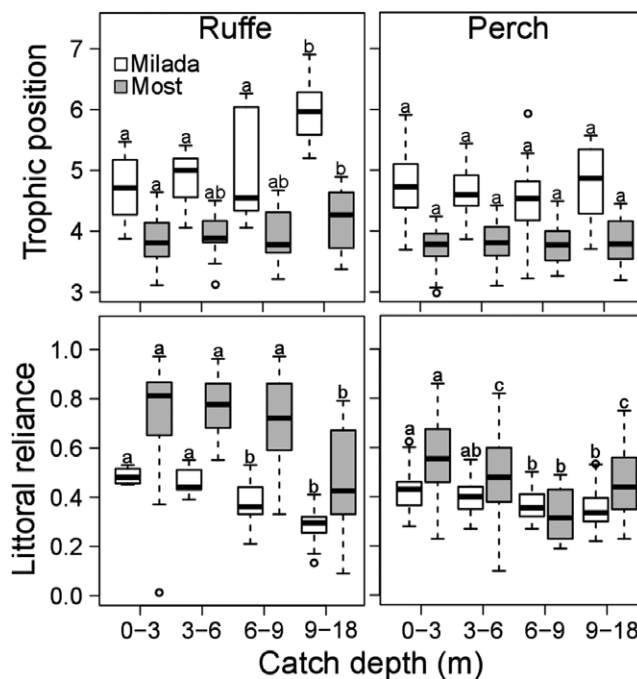 Ruffe Perch
Trophic position
7
6
5
4
3
Milada
Most
a a a a a ab a ab b b
a a a a a a a a
Littoral reliance
1.0
0.8
0.6
0.4
0.2
0.0
a a a a b a b b
a a ab c b b b c
0–3 3–6 6–9 9–18 0–3 3–6 6–9 9–18
Catch depth (m)